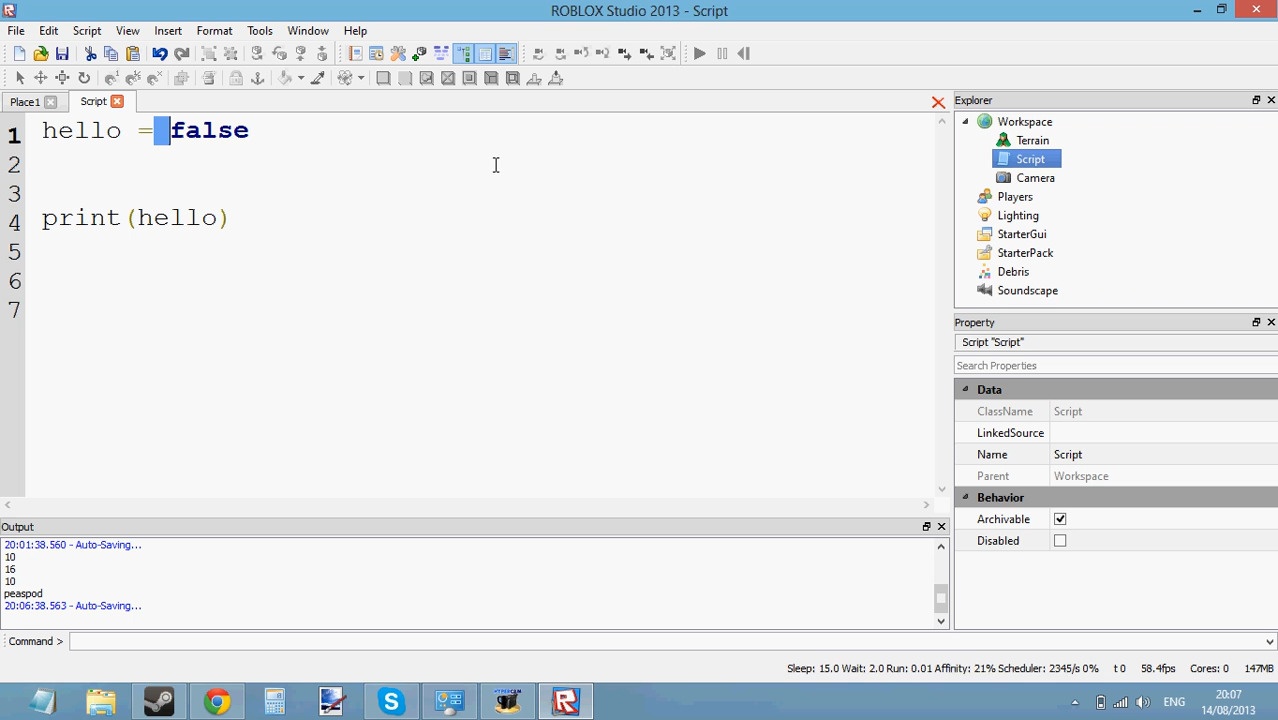 ROBLOX Studio 2013 - Script
File Edit Script View Insert Format Tools Window Help
Place1 Script
1 hello = false
2
3
4 print(hello)
5
6
7
Explorer
Workspace
Terrain
Script
Camera
Players
Lighting
StarterGui
StarterPack
Debris
Soundscape
Property
Script "Script"
Search Properties
Data
ClassName Script
LinkedSource
Name Script
Parent Workspace
Behavior
Archivable
Disabled
Output
20:01:38.560 - Auto-Saving...
10
16
10
peaspod
20:06:38.563 - Auto-Saving...
Command >
Sleep: 15.0 Wait: 2.0 Run: 0.01 Affinity: 21% Scheduler: 2345/s 0% t 0 58.4fps Cores: 0 147MB
ENG
20:07
14/08/2013